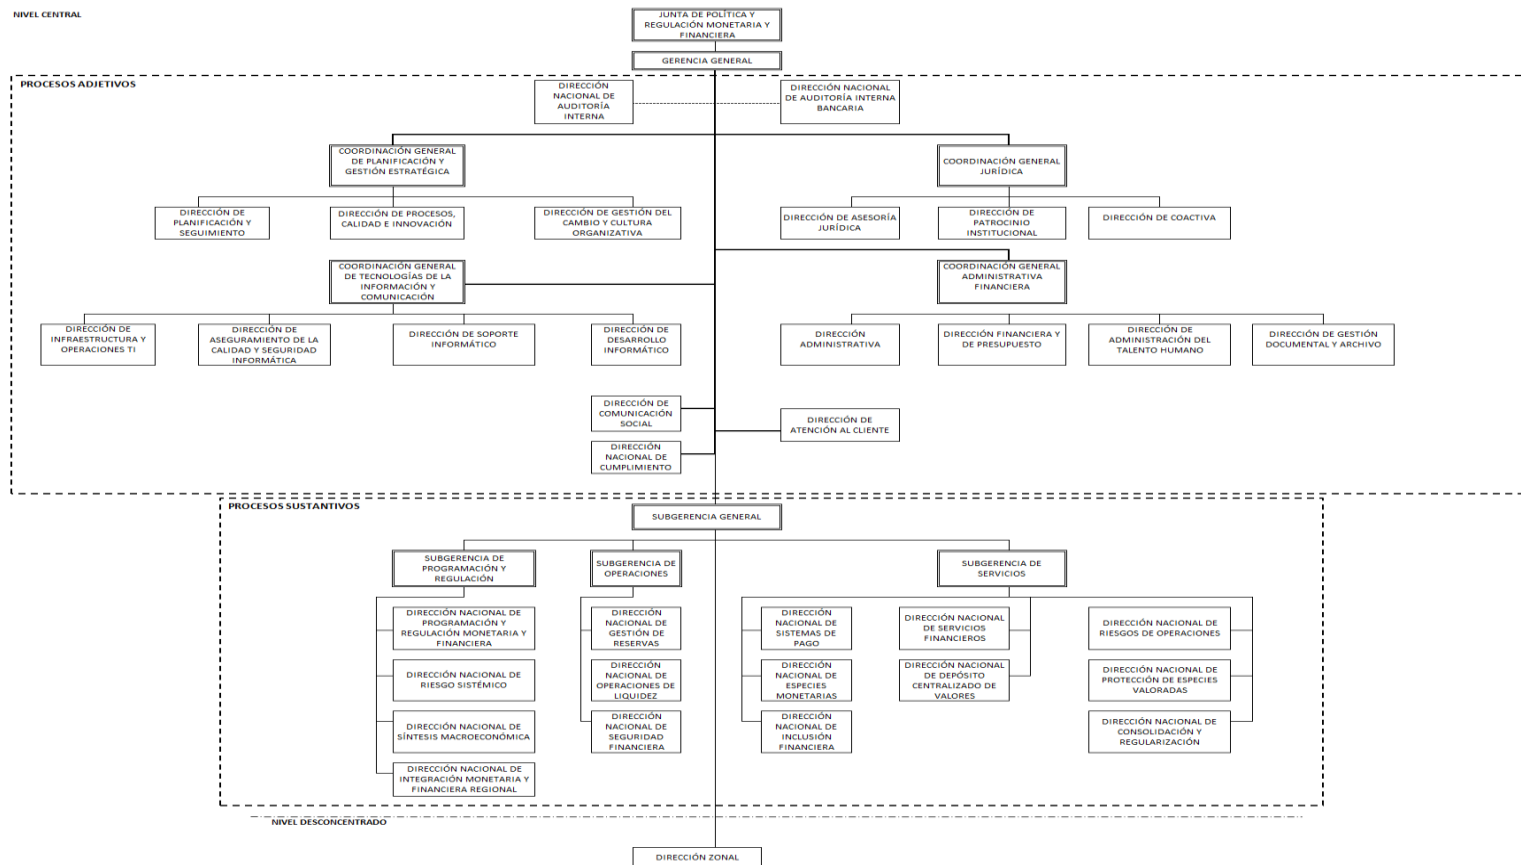 NIVEL CENTRAL
JUNTA DE POLÍTICA Y
REGULACIÓN MONETARIA Y
FINANCIERA
GERENCIA GENERAL
PROCESOS ADJETIVOS
DIRECCIÓN
NACIONAL DE
AUDITORÍA
INTERNA
DIRECCIÓN NACIONAL
DE AUDITORÍA INTERNA
BANCARIA
COORDINACIÓN GENERAL
DE PLANIFICACIÓN Y
GESTIÓN ESTRATÉGICA
COORDINACIÓN GENERAL
JURÍDICA
DIRECCIÓN DE
PLANIFICACIÓN Y
SEGUIMIENTO
DIRECCIÓN DE PROCESOS,
CALIDAD E INNOVACIÓN
DIRECCIÓN DE GESTIÓN DEL
CAMBIO Y CULTURA
ORGANIZATIVA
DIRECCIÓN DE ASESORÍA
JURÍDICA
DIRECCIÓN DE
PATROCINIO
INSTITUCIONAL
DIRECCIÓN DE COACTIVA
COORDINACIÓN GENERAL
DE TECNOLOGÍAS DE LA
INFORMACIÓN Y
COMUNICACIÓN
COORDINACIÓN GENERAL
ADMINISTRATIVA
FINANCIERA
DIRECCIÓN DE
INFRAESTRUCTURA Y
OPERACIONES TI
DIRECCIÓN DE
ASEGURAMIENTO DE LA
CALIDAD Y SEGURIDAD
INFORMÁTICA
DIRECCIÓN DE SOPORTE
INFORMÁTICO
DIRECCIÓN DE
DESARROLLO
INFORMÁTICO
DIRECCIÓN
ADMINISTRATIVA
DIRECCIÓN FINANCIERA Y
DE PRESUPUESTO
DIRECCIÓN DE
ADMINISTRACIÓN DEL
TALENTO HUMANO
DIRECCIÓN DE GESTIÓN
DOCUMENTAL Y ARCHIVO
DIRECCIÓN DE
COMUNICACIÓN
SOCIAL
DIRECCIÓN DE
ATENCIÓN AL CLIENTE
DIRECCIÓN
NACIONAL DE
CUMPLIMIENTO
PROCESOS SUSTANTIVOS
SUBGERENCIA GENERAL
SUBGERENCIA DE
PROGRAMACIÓN Y
REGULACIÓN
SUBGERENCIA DE
OPERACIONES
SUBGERENCIA DE
SERVICIOS
DIRECCIÓN NACIONAL DE
PROGRAMACIÓN Y
REGULACIÓN MONETARIA Y
FINANCIERA
DIRECCIÓN
NACIONAL DE
GESTIÓN DE
RESERVAS
DIRECCIÓN
NACIONAL DE
SISTEMAS DE
PAGO
DIRECCIÓN NACIONAL
DE SERVICIOS
FINANCIEROS
DIRECCIÓN NACIONAL DE
RIESGOS DE OPERACIONES
DIRECCIÓN NACIONAL DE
RIESGO SISTÉMICO
DIRECCIÓN
NACIONAL DE
OPERACIONES DE
LIQUIDEZ
DIRECCIÓN
NACIONAL DE
ESPECIES
MONETARIAS
DIRECCIÓN NACIONAL
DE DEPÓSITO
CENTRALIZADO DE
VALORES
DIRECCIÓN NACIONAL DE
PROTECCIÓN DE ESPECIES
VALORADAS
DIRECCIÓN NACIONAL DE
SÍNTESIS MACROECONÓMICA
DIRECCIÓN
NACIONAL DE
SEGURIDAD
FINANCIERA
DIRECCIÓN
NACIONAL DE
INCLUSIÓN
FINANCIERA
DIRECCIÓN NACIONAL DE
CONSOLIDACIÓN Y
REGULARIZACIÓN
DIRECCIÓN NACIONAL DE
INTEGRACIÓN MONETARIA Y
FINANCIERA REGIONAL
NIVEL DESCONCENTRADO
DIRECCIÓN ZONAL